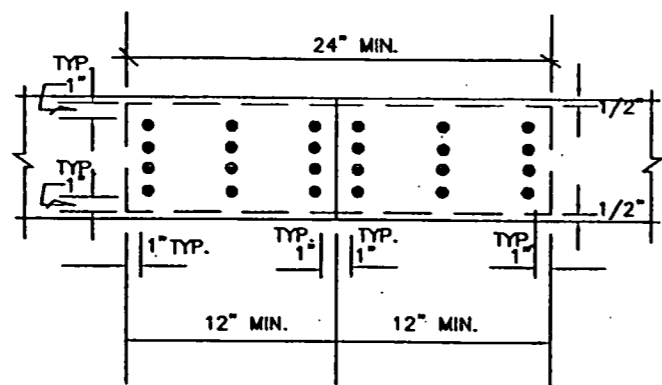 24" MIN.
TYP.
1"
1/2"
TYP.
1"
1/2"
1" TYP.
TYP.
1"
TYP.
1"
TYP.
1"
12" MIN.
12" MIN.